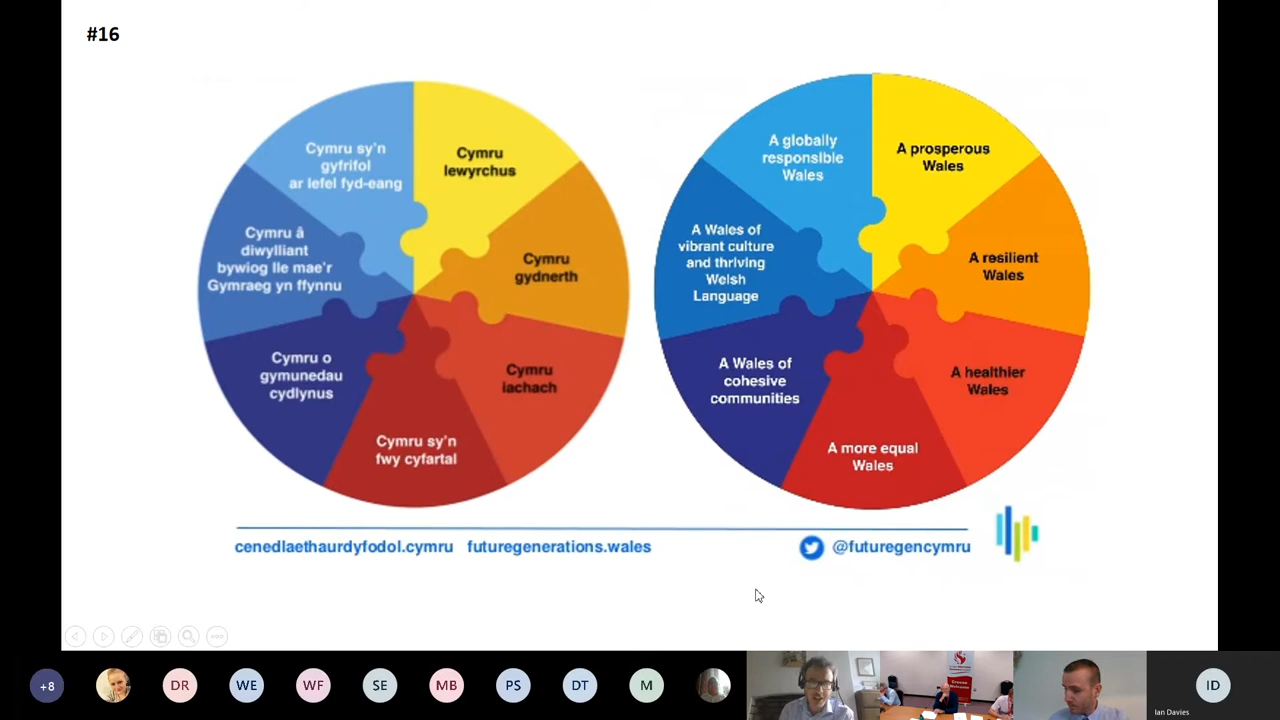 #16
Cymru sy'n
gyfrifol
ar lefel fyd-eang
Cymru
lewyrchus
Cymru â
diwylliant
bywiog lle mae'r
Gymraeg yn ffynnu
Cymru
gydnerth
Cymru o
gymunedau
cydlynus
Cymru
iachach
Cymru sy'n
fwy cyfartal
A globally
responsible
Wales
A prosperous
Wales
A Wales of
vibrant culture
and thriving
Welsh
Language
A resilient
Wales
A Wales of
cohesive
communities
A healthier
Wales
A more equal
Wales
cenedlaethaurdyfodol.cymru futuregenerations.wales
@futuregencymru
+8
DR
WE
WF
SE
MB
PS
DT
M
ID
Ian Davies